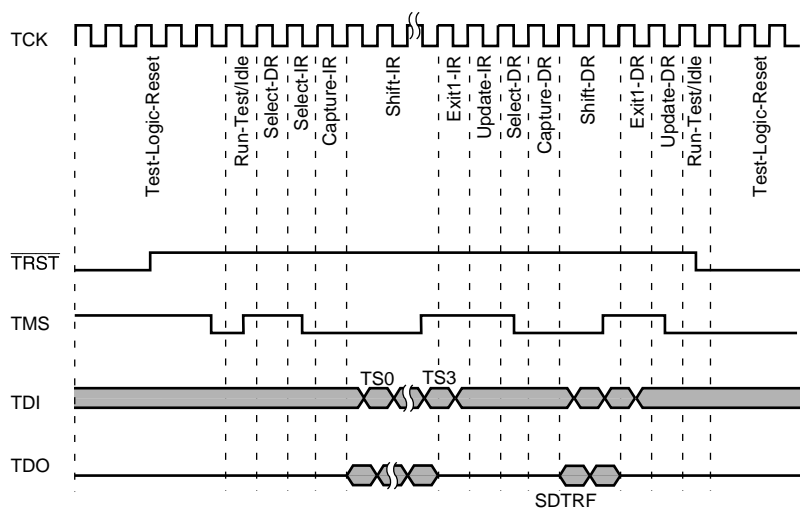 TCK
Test-Logic-Reset
Run-Test/Idle
Select-DR
Select-IR
Capture-IR
Shift-IR
Exit1-IR
Update-IR
Select-DR
Capture-DR
Shift-DR
Exit1-DR
Update-DR
Run-Test/Idle
Test-Logic-Reset
TRST
TMS
TDI
TS0
TS3
TDO
SDTRF